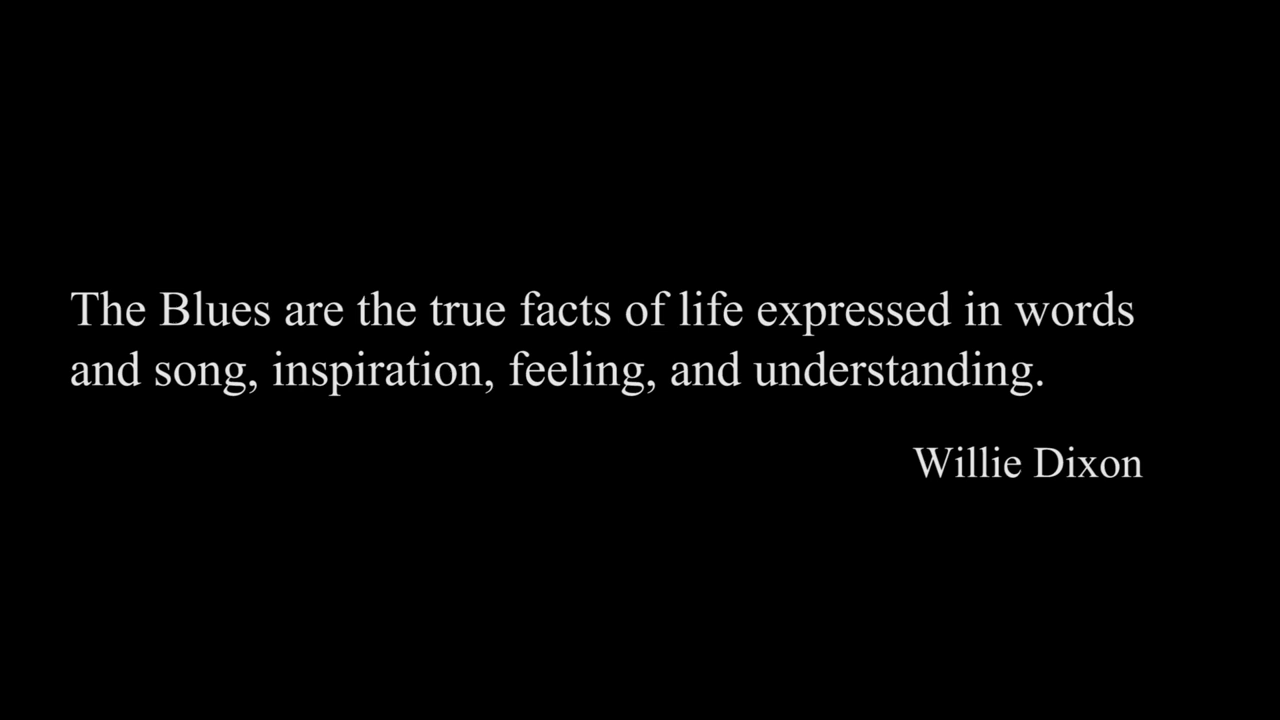 The Blues are the true facts of life expressed in words
and song, inspiration, feeling, and understanding.
Willie Dixon